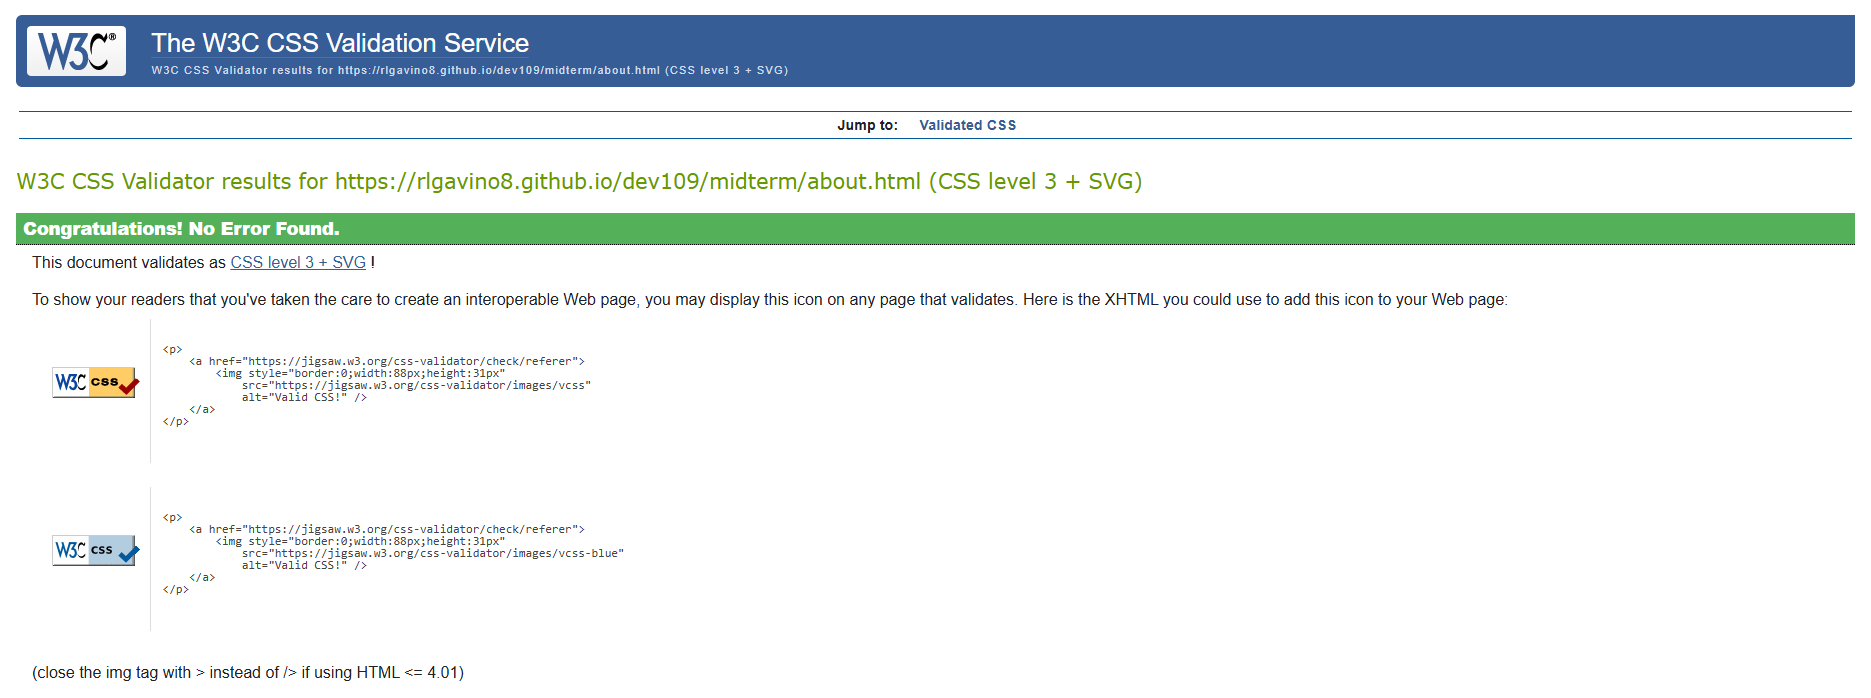 W3C®
The W3C CSS Validation Service
W3C CSS Validator results for https://rlgavino8.github.io/dev109/midterm/about.html (CSS level 3 + SVG)
Jump to: Validated CSS
W3C CSS Validator results for https://rlgavino8.github.io/dev109/midterm/about.html (CSS level 3 + SVG)
Congratulations! No Error Found.
This document validates as CSS level 3 + SVG !
To show your readers that you've taken the care to create an interoperable Web page, you may display this icon on any page that validates. Here is the XHTML you could use to add this icon to your Web page:
W3C css
<p>
    <a href="https://jigsaw.w3.org/css-validator/check/referer">
        <img style="border:0;width:88px;height:31px"
            src="https://jigsaw.w3.org/css-validator/images/vcss"
            alt="Valid CSS!" />
    </a>
</p>
W3C css
<p>
    <a href="https://jigsaw.w3.org/css-validator/check/referer">
        <img style="border:0;width:88px;height:31px"
            src="https://jigsaw.w3.org/css-validator/images/vcss-blue"
            alt="Valid CSS!" />
    </a>
</p>
(close the img tag with > instead of /> if using HTML <= 4.01)